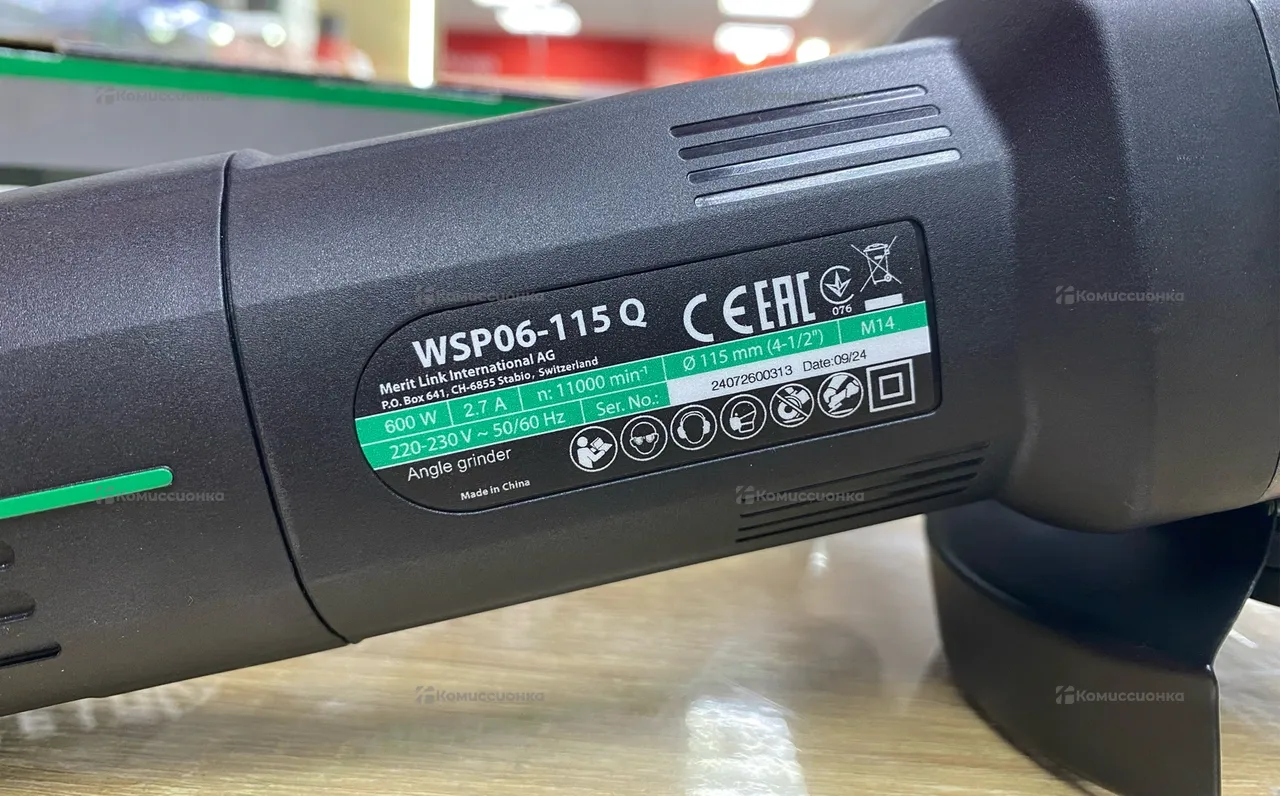 WSP06-115 Q
Merit Link International AG
P.O. Box 641, CH-6855 Stabio, Switzerland
CE EAC
076
600 W 2.7 A n: 11000 min⁻¹ Ø 115 mm (4-1/2") M14
220-230 V ~ 50/60 Hz Ser. No.: 24072600313 Date:09/24
Angle grinder
Made in China
Комиссионка
Комиссионка
Комиссионка
Комиссионка
Комиссионка
Комиссионка
Комиссионка
Комиссионка